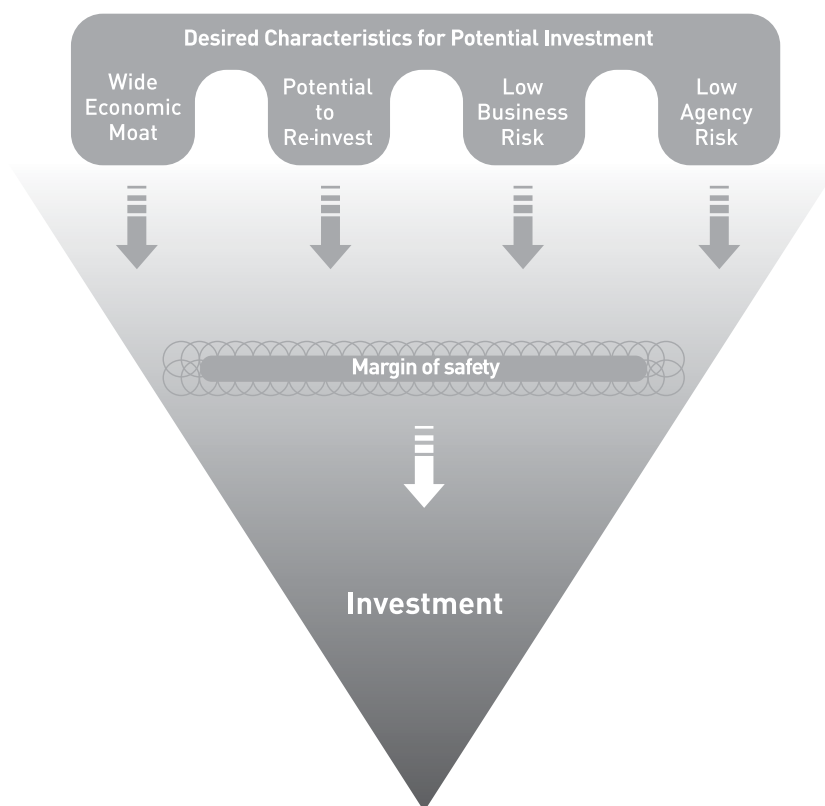 Desired Characteristics for Potential Investment
Wide
Economic
Moat
Potential
to
Re-invest
Low
Business
Risk
Low
Agency
Risk
Margin of safety
Investment